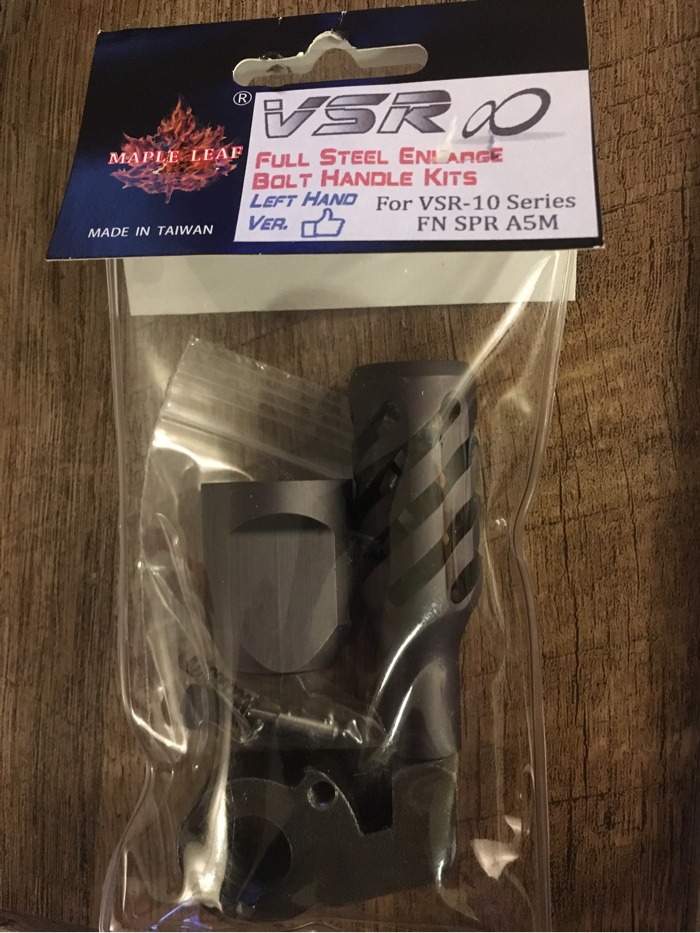 ®
VSR
MAPLE LEAF
FULL STEEL ENLARGE
BOLT HANDLE KITS
LEFT HAND
VER.
For VSR-10 Series
FN SPR A5M
MADE IN TAIWAN